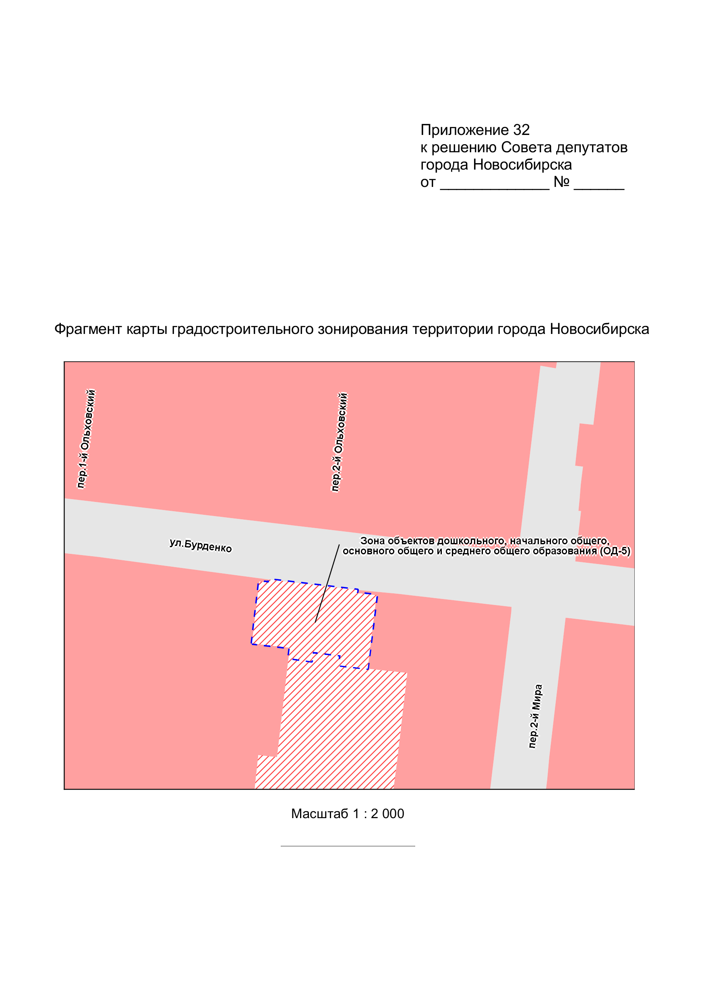 Приложение 32
к решению Совета депутатов
города Новосибирска
от _____________ № ______
Фрагмент карты градостроительного зонирования территории города Новосибирска
пер.1-й Ольховский
пер.2-й Ольховский
ул.Бурденко
Зона объектов дошкольного, начального общего,
основного общего и среднего общего образования (ОД-5)
пер.2-й Мира
Масштаб 1 : 2 000